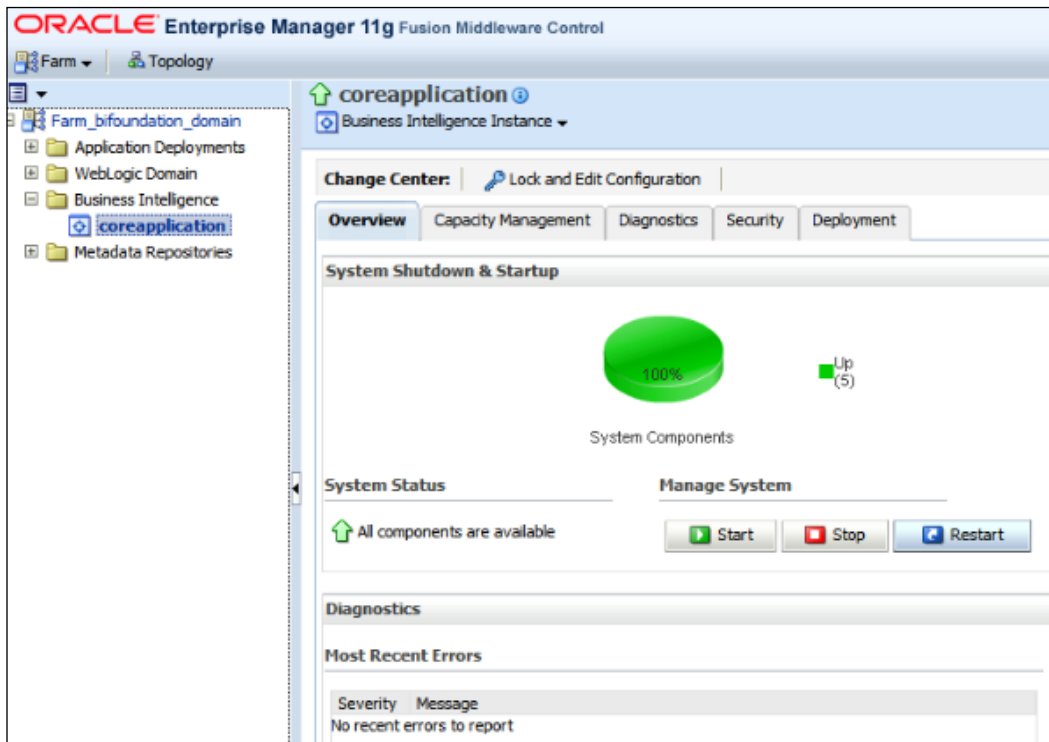 ORACLE Enterprise Manager 11g Fusion Middleware Control
Farm Topology
Farm_bifoundation_domain
Application Deployments
WebLogic Domain
Business Intelligence
coreapplication
Metadata Repositories
coreapplication
Business Intelligence Instance
Change Center: Lock and Edit Configuration
Overview Capacity Management Diagnostics Security Deployment
System Shutdown & Startup
100%
Up
(5)
System Components
System Status Manage System
All components are available Start Stop Restart
Diagnostics
Most Recent Errors
Severity Message
No recent errors to report